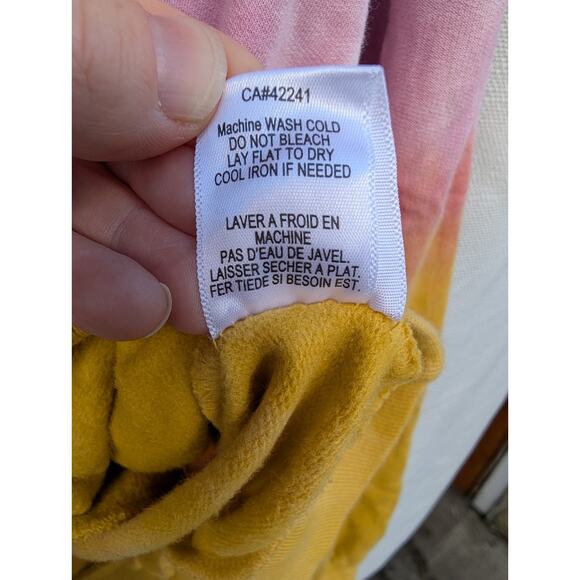 CA#42241
Machine WASH COLD
DO NOT BLEACH
LAY FLAT TO DRY
COOL IRON IF NEEDED
LAVER A FROID EN
MACHINE
PAS D'EAU DE JAVEL.
LAISSER SECHER A PLAT.
FER TIEDE SI BESOIN EST.